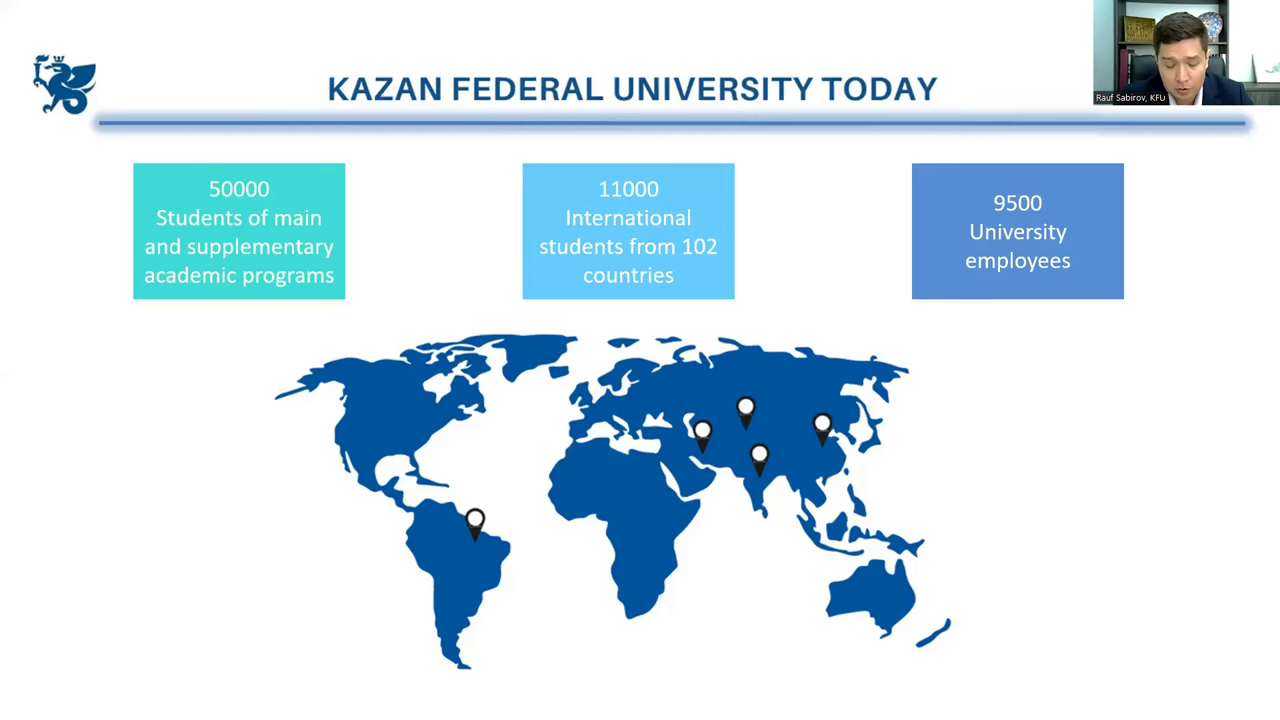 KAZAN FEDERAL UNIVERSITY TODAY
Rauf Sabirov, KFU
50000
Students of main
and supplementary
academic programs
11000
International
students from 102
countries
9500
University
employees